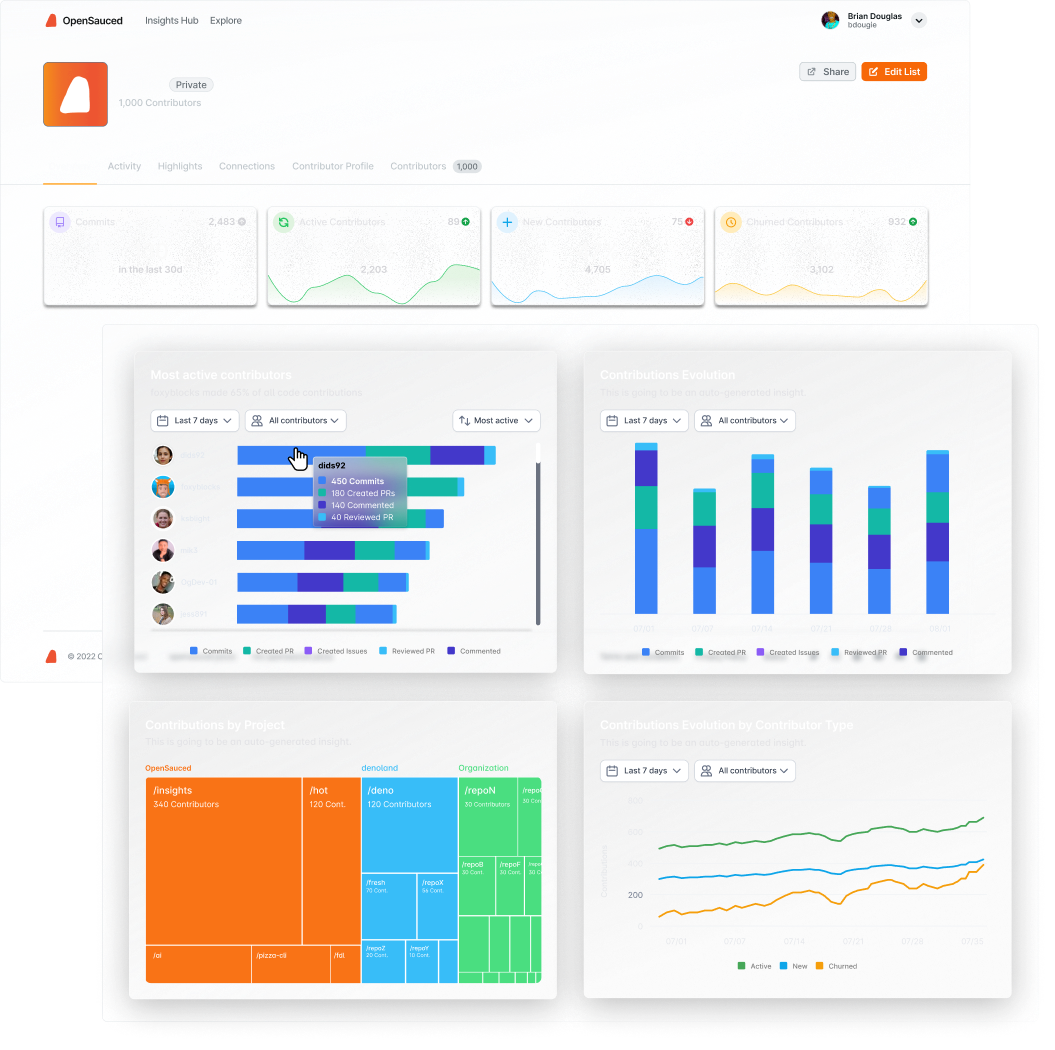 OpenSauced Insights Hub Explore Brian Douglas
bdougie
Private
1,000 Contributors
Share Edit List
Activity Highlights Connections Contributor Profile Contributors 1,000
Commits 2,483 Active Contributors 89 New Contributors 75 Churned Contributors 932
In the last 30d 2,203 4,705 3,102
Most active contributors
65% of all code contributions
Last 7 days All contributors Most active
dids92
450 Commits
180 Created PRs
140 Commented
40 Reviewed PR
Commits Created PR Created Issues Reviewed PR Commented
Contributions Evolution
This is going to be an auto-generated insight.
Last 7 days All contributors
07/01 07/07 07/14 07/21 07/28 08/01
Commits Created PR Created Issues Reviewed PR Commented
© 2022
Contributions by Project
This is going to be an auto-generated insight.
OpenSauced denoland Organization
/insights
340 Contributors
/hot
120 Cont.
/ai /pizza-cli /fdl
/deno
120 Contributors
/fresh
70 Cont.
/repoX
54 Cont.
/repoZ
20 Cont.
/repoY
10 Cont.
/repoN
30 Contributors
/repoB
30 Cont.
/repoF
30 Cont.
Contributions Evolution by Contributor Type
This is going to be an auto-generated insight.
Last 7 days All contributors
Contributions
200
0
07/01 07/07 07/14 07/21 07/28 07/30
Active New Churned